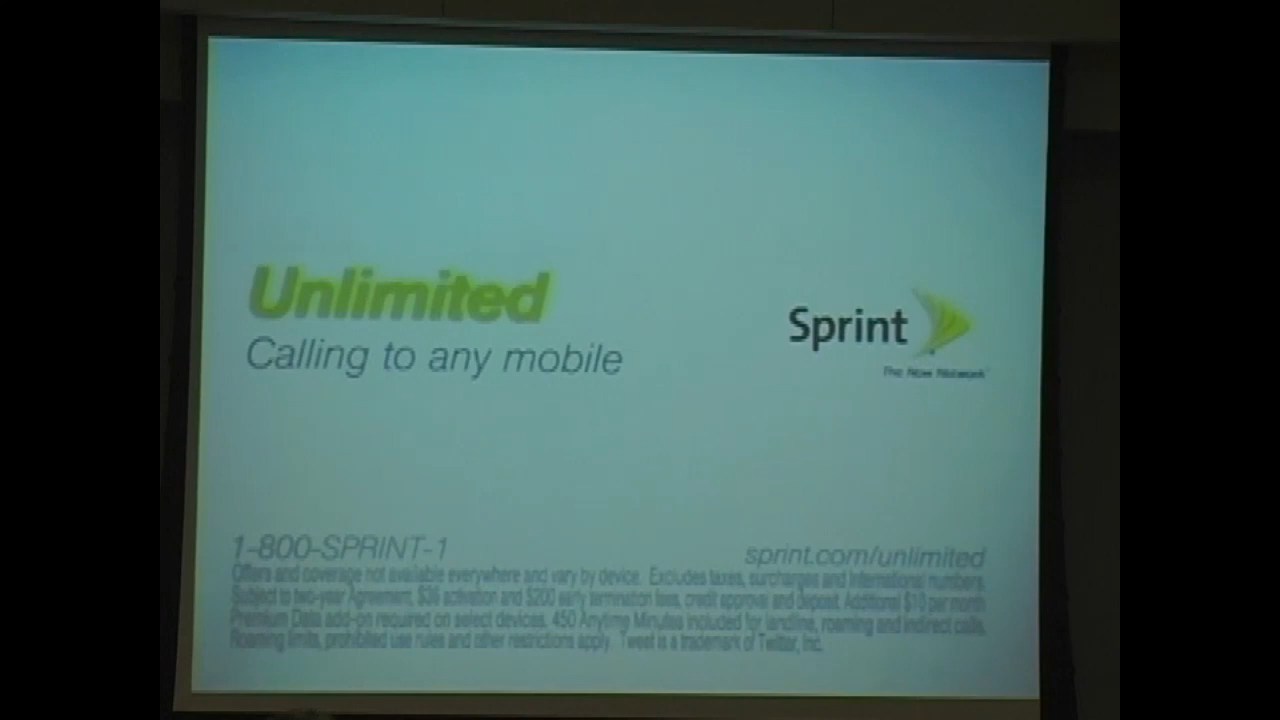 Unlimited
Calling to any mobile
Sprint
The Now Network
1-800-SPRINT-1
sprint.com/unlimited
Offers and coverage not available everywhere and vary by device. Excludes taxes, surcharges and international numbers.
Subject to two-year Agreement, $36 activation and $200 early termination fees, credit approval and deposit. Additional $10 per month
Premium Data add-on required on select devices. 450 Anytime Minutes included for landline, roaming and indirect calls.
Roaming limits, prohibited use rules and other restrictions apply. Tweet is a trademark of Twitter, Inc.